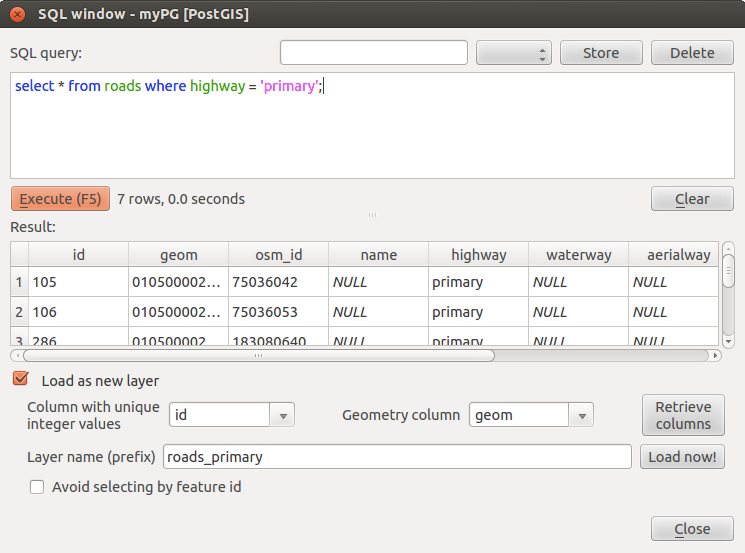 SQL window - myPG [PostGIS]
SQL query:
Store
Delete
select * from roads where highway = 'primary';
Execute (F5)
7 rows, 0.0 seconds
Clear
Result:
id geom osm_id name highway waterway aerialway
1 105 010500002... 75036042 NULL primary NULL NULL
2 106 010500002... 75036053 NULL primary NULL NULL
3 286 010500002... 183080640 NULL primary NULL NULL
Load as new layer
Column with unique
integer values
id
Geometry column
geom
Retrieve
columns
Layer name (prefix)
roads_primary
Load now!
Avoid selecting by feature id
Close